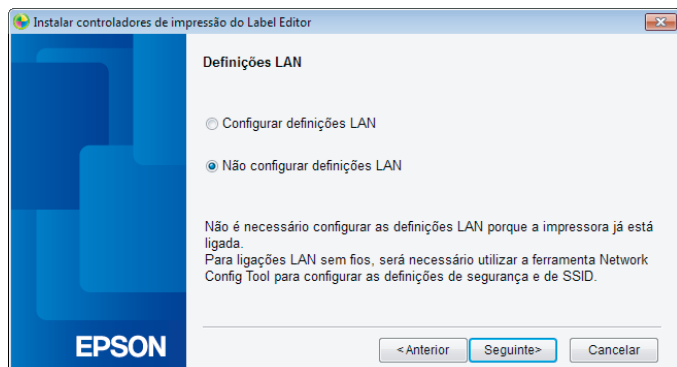 Instalar controladores de impressão do Label Editor
Definições LAN
Configurar definições LAN
Não configurar definições LAN
Não é necessário configurar as definições LAN porque a impressora já está
ligada.
Para ligações LAN sem fios, será necessário utilizar a ferramenta Network
Config Tool para configurar as definições de segurança e de SSID.
EPSON
<Anterior
Seguinte>
Cancelar